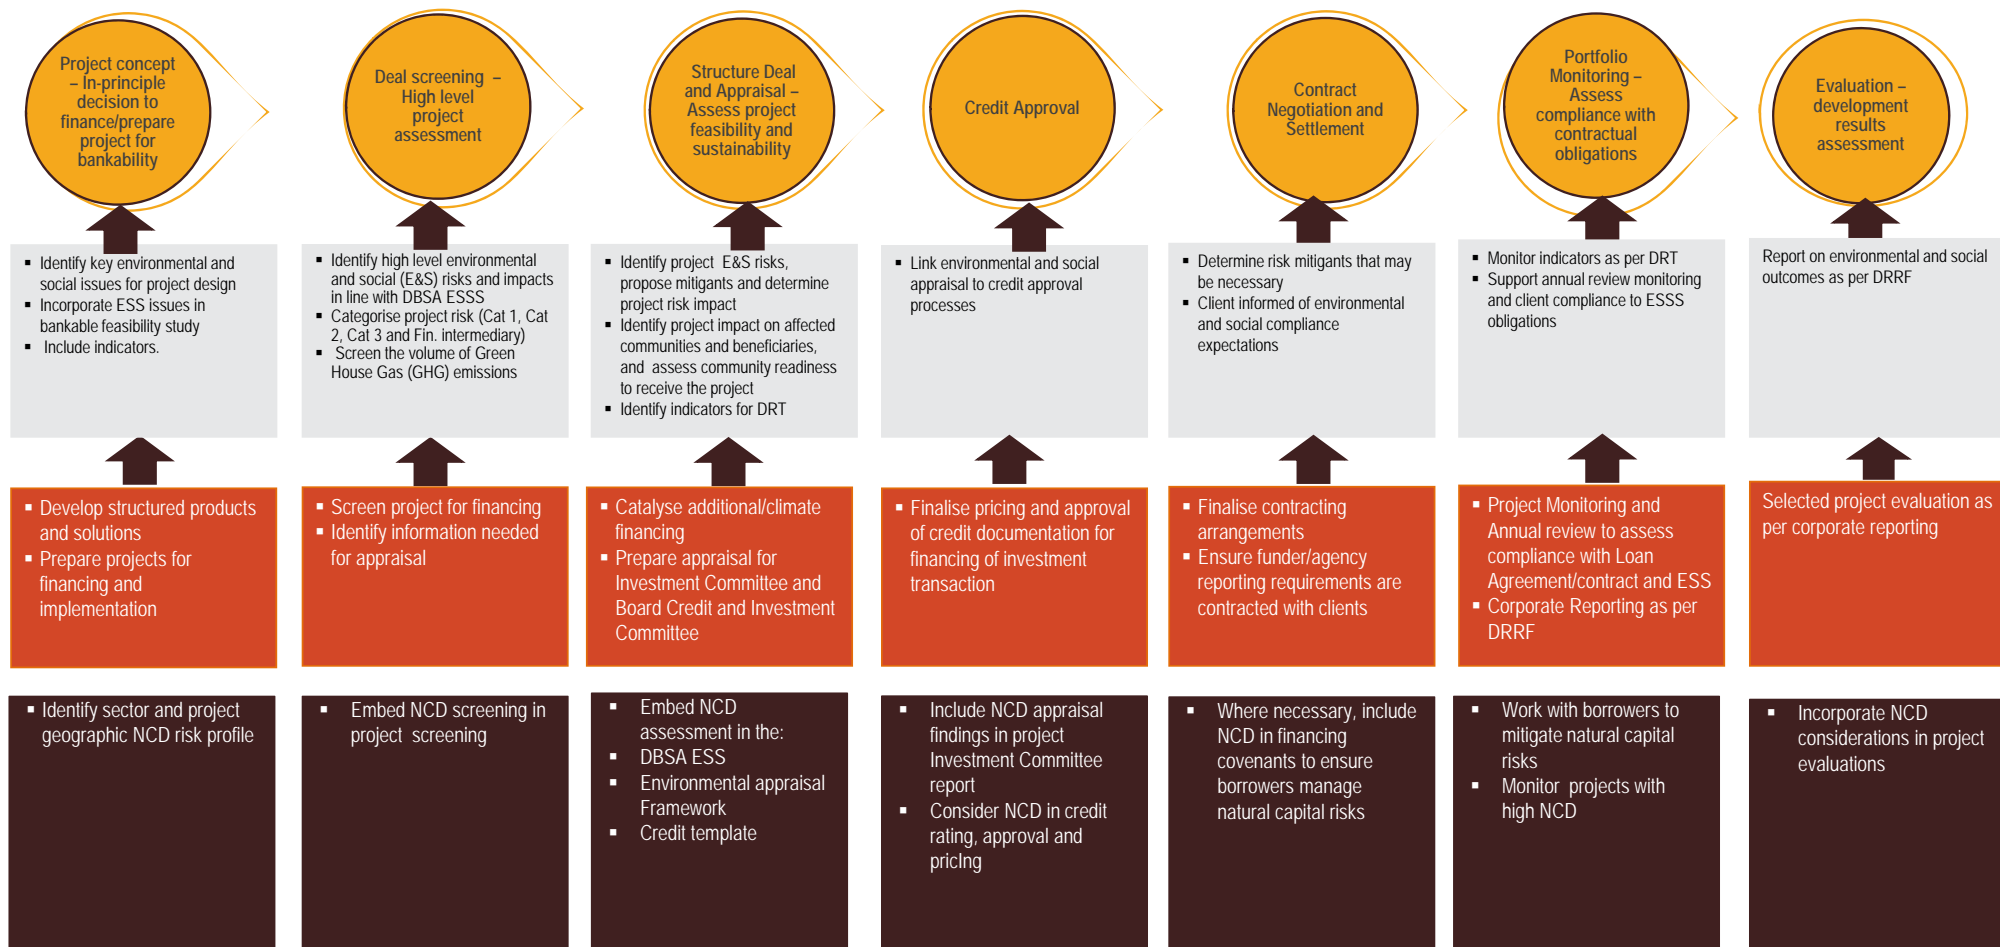 Project concept
– In-principle
decision to
finance/prepare
project for
bankability
Deal screening –
High level
project
assessment
Structure Deal
and Appraisal –
Assess project
feasibility and
sustainability
Credit Approval
Contract
Negotiation and
Settlement
Portfolio
Monitoring –
Assess
compliance with
contractual
obligations
Evaluation –
development
results
assessment
▪ Identify key environmental and
social issues for project design
▪ Incorporate ESS issues in
bankable feasibility study
▪ Include indicators.
▪ Identify high level environmental
and social (E&S) risks and impacts
in line with DBSA ESSS
▪ Categorise project risk (Cat 1, Cat
2, Cat 3 and Fin. intermediary)
▪ Screen the volume of Green
House Gas (GHG) emissions
▪ Identify project E&S risks,
propose mitigants and determine
project risk impact
▪ Identify project impact on affected
communities and beneficiaries,
and assess community readiness
to receive the project
▪ Identify indicators for DRT
▪ Link environmental and social
appraisal to credit approval
processes
▪ Determine risk mitigants that may
be necessary
▪ Client informed of environmental
and social compliance
expectations
▪ Monitor indicators as per DRT
▪ Support annual review monitoring
and client compliance to ESSS
obligations
Report on environmental and social
outcomes as per DRRF
▪ Develop structured products
and solutions
▪ Prepare projects for
financing and
implementation
▪ Screen project for financing
▪ Identify information needed
for appraisal
▪ Catalyse additional/climate
financing
▪ Prepare appraisal for
Investment Committee and
Board Credit and Investment
Committee
▪ Finalise pricing and approval
of credit documentation for
financing of investment
transaction
▪ Finalise contracting
arrangements
▪ Ensure funder/agency
reporting requirements are
contracted with clients
▪ Project Monitoring and
Annual review to assess
compliance with Loan
Agreement/contract and ESS
▪ Corporate Reporting as per
DRRF
Selected project evaluation as
per corporate reporting
▪ Identify sector and project
geographic NCD risk profile
▪ Embed NCD screening in
project screening
▪ Embed NCD
assessment in the:
▪ DBSA ESS
▪ Environmental appraisal
Framework
▪ Credit template
▪ Include NCD appraisal
findings in project
Investment Committee
report
▪ Consider NCD in credit
rating, approval and
pricIng
▪ Where necessary, include
NCD in financing
covenants to ensure
borrowers manage
natural capital risks
▪ Work with borrowers to
mitigate natural capital
risks
▪ Monitor projects with
high NCD
▪ Incorporate NCD
considerations in project
evaluations